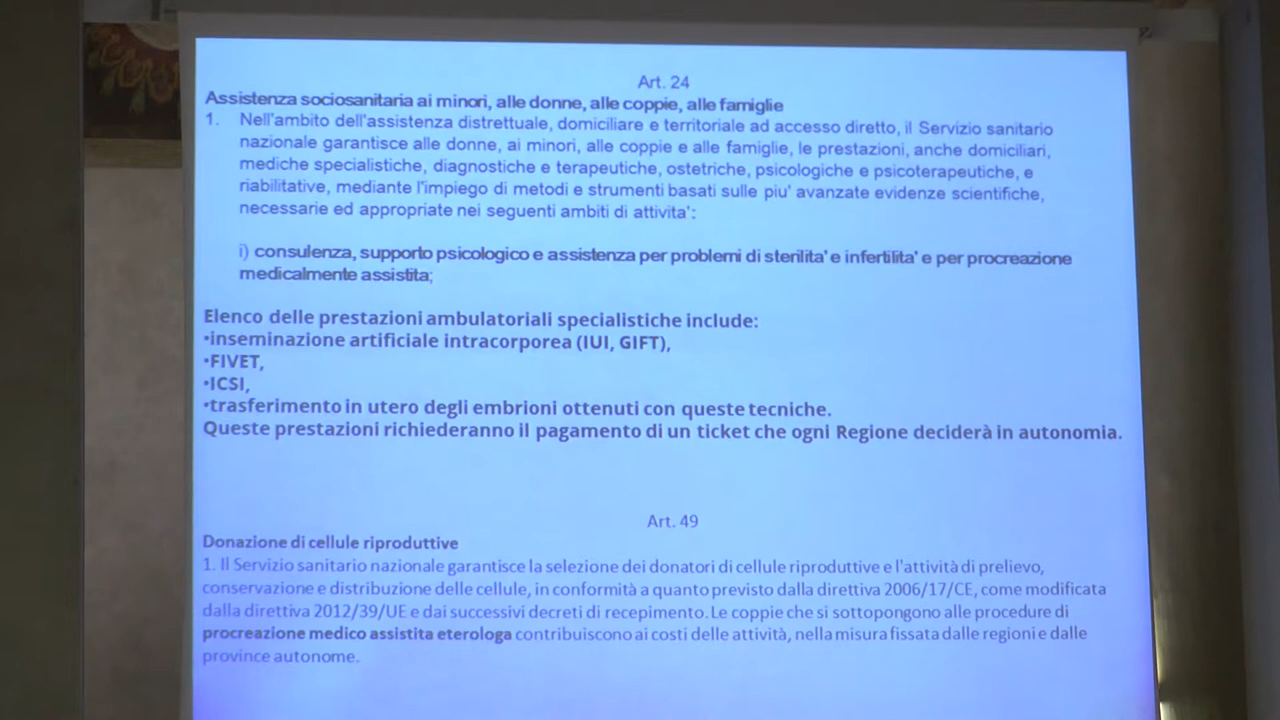 Art. 24
Assistenza sociosanitaria ai minori, alle donne, alle coppie, alle famiglie
1. Nell'ambito dell'assistenza distrettuale, domiciliare e territoriale ad accesso diretto, il Servizio sanitario
nazionale garantisce alle donne, ai minori, alle coppie e alle famiglie, le prestazioni, anche domiciliari,
mediche specialistiche, diagnostiche e terapeutiche, ostetriche, psicologiche e psicoterapeutiche, e
riabilitative, mediante l'impiego di metodi e strumenti basati sulle piu' avanzate evidenze scientifiche,
necessarie ed appropriate nei seguenti ambiti di attivita':
i) consulenza, supporto psicologico e assistenza per problemi di sterilita' e infertilita' e per procreazione
medicalmente assistita;
Elenco delle prestazioni ambulatoriali specialistiche include:
•inseminazione artificiale intracorporea (IUI, GIFT),
•FIVET,
•ICSI,
•trasferimento in utero degli embrioni ottenuti con queste tecniche.
Queste prestazioni richiederanno il pagamento di un ticket che ogni Regione deciderà in autonomia.
Art. 49
Donazione di cellule riproduttive
1. Il Servizio sanitario nazionale garantisce la selezione dei donatori di cellule riproduttive e l'attività di prelievo,
conservazione e distribuzione delle cellule, in conformità a quanto previsto dalla direttiva 2006/17/CE, come modificata
dalla direttiva 2012/39/UE e dai successivi decreti di recepimento. Le coppie che si sottopongono alle procedure di
procreazione medico assistita eterologa contribuiscono ai costi delle attività, nella misura fissata dalle regioni e dalle
province autonome.